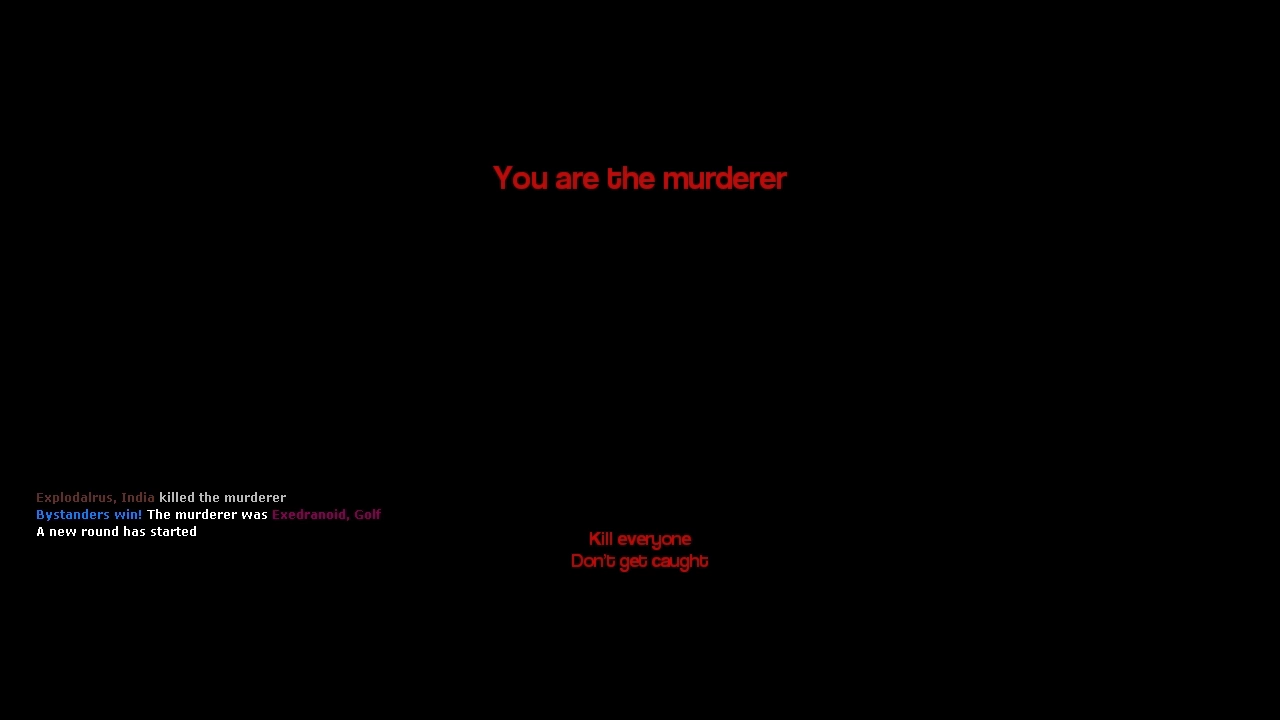 You are the murderer
Explodalrus, India killed the murderer
Bystanders win! The murderer was Exedranoid, Golf
A new round has started
Kill everyone
Don't get caught